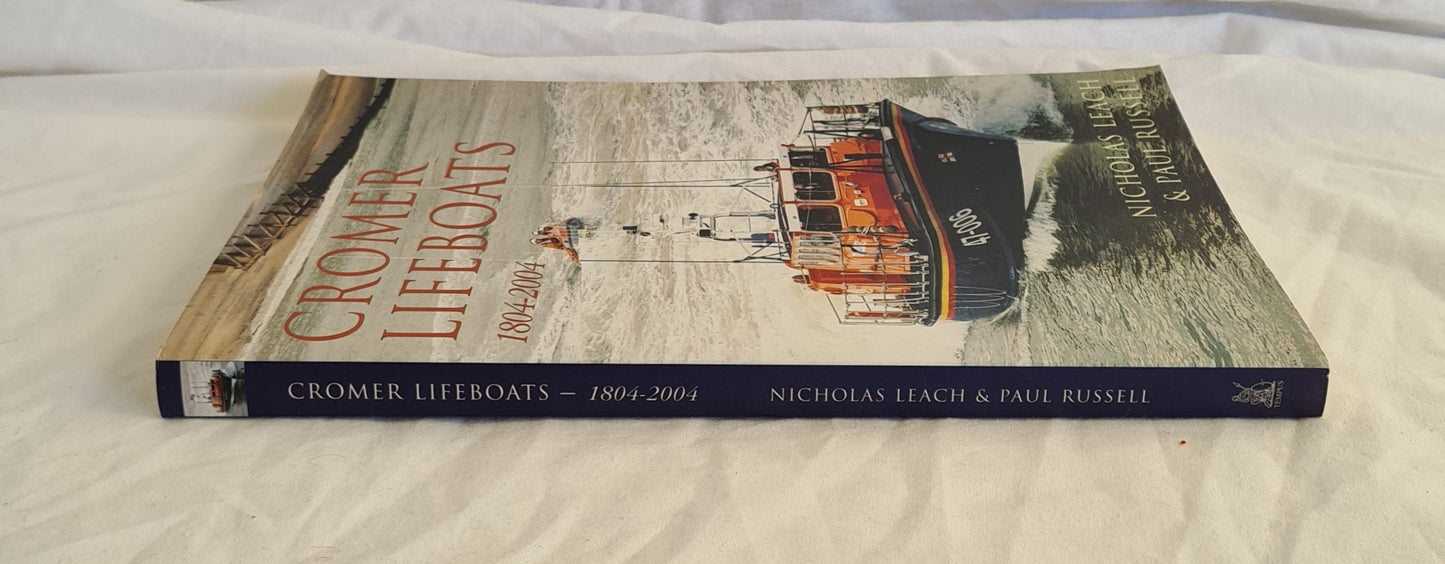 CROMER
LIFEBOATS
1804-2004
NICHOLAS LEACH
& PAUL RUSSELL
47-006
CROMER LIFEBOATS – 1804-2004 NICHOLAS LEACH & PAUL RUSSELL TEMPUS